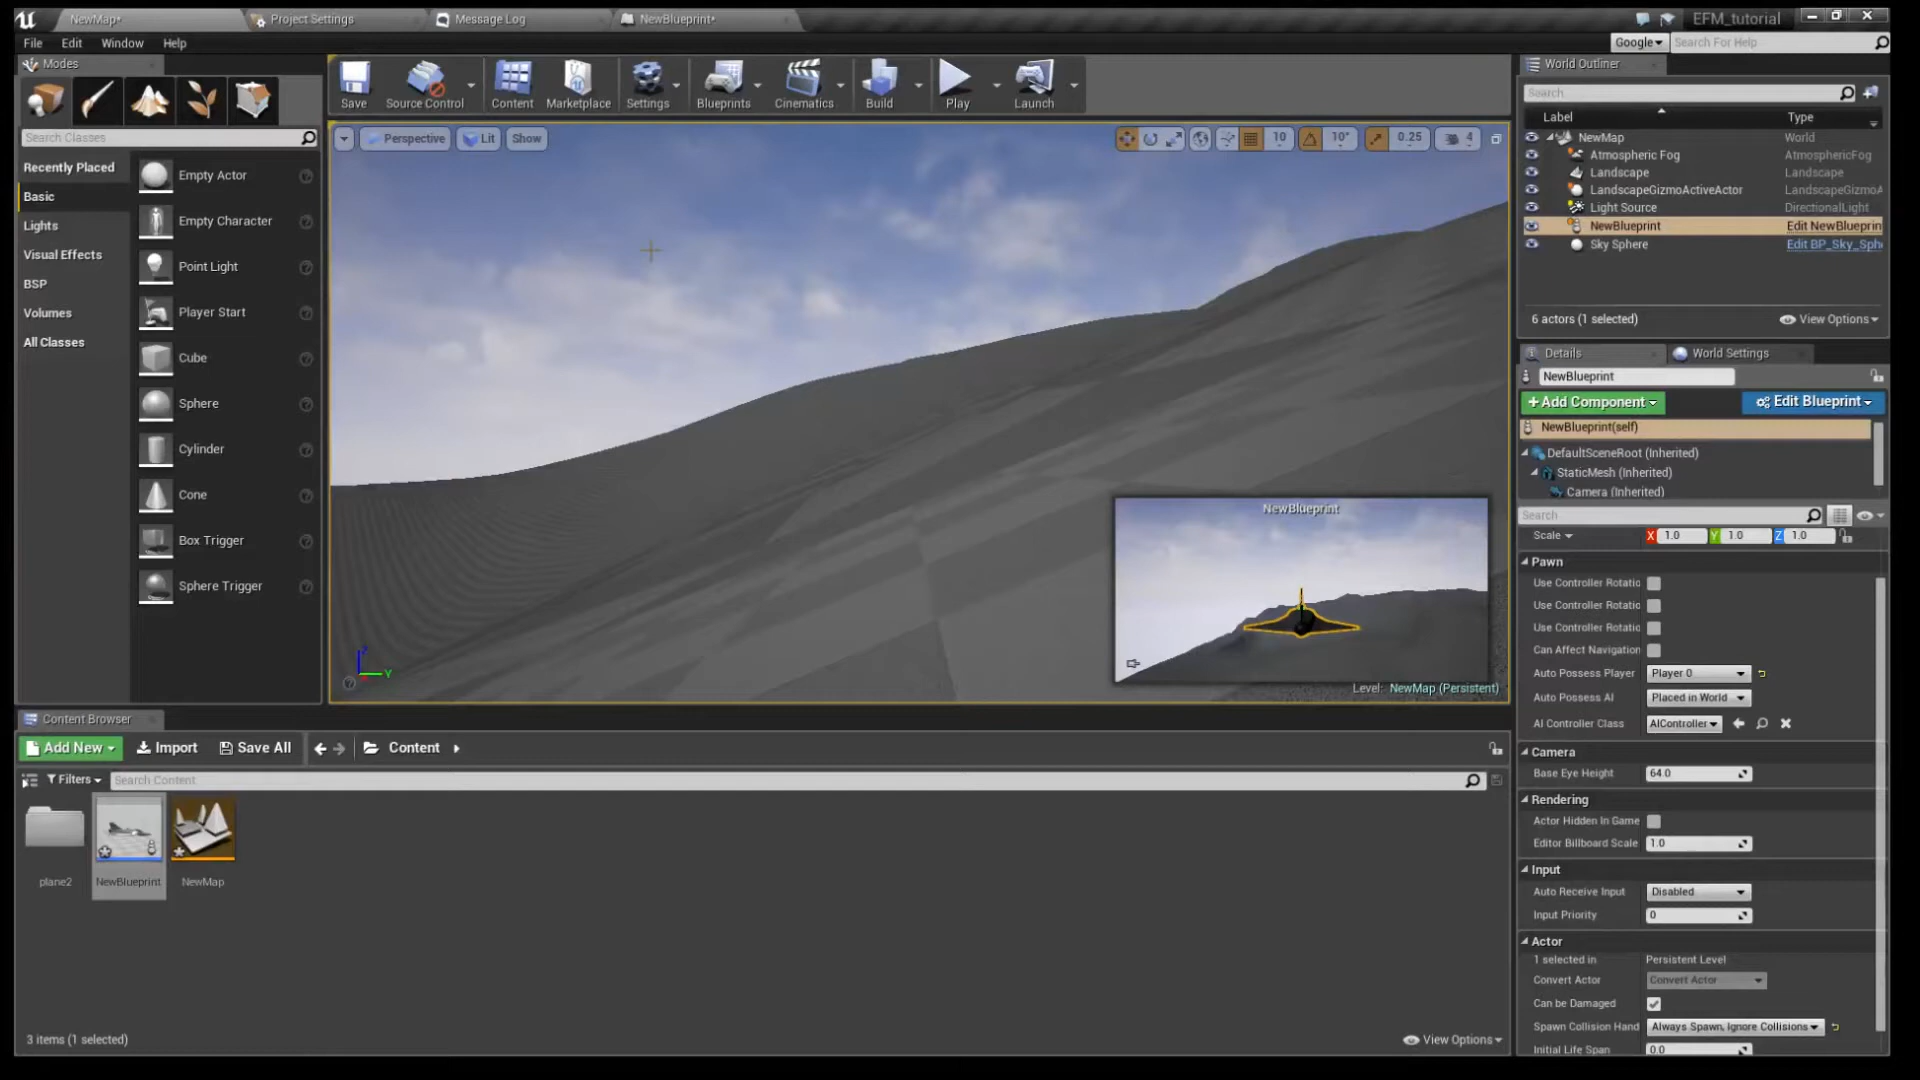 NewMap*
Project Settings
Message Log
NewBlueprint*
EFM_tutorial
File Edit Window Help
Google
Search For Help
Modes
Search Classes
Recently Placed
Basic
Lights
Visual Effects
BSP
Volumes
All Classes
Empty Actor
Empty Character
Point Light
Player Start
Cube
Sphere
Cylinder
Cone
Box Trigger
Sphere Trigger
Save
Source Control
Content
Marketplace
Settings
Blueprints
Cinematics
Build
Play
Launch
Perspective
Lit
Show
10
10°
0.25
4
NewBlueprint
Level: NewMap (Persistent)
Z
Y
World Outliner
Search
Label Type
NewMap World
Atmospheric Fog AtmosphericFog
Landscape Landscape
LandscapeGizmoActiveActor LandscapeGizmoA
Light Source DirectionalLight
NewBlueprint Edit NewBlueprin
Sky Sphere Edit BP_Sky_Sph
6 actors (1 selected)
View Options
Details
World Settings
NewBlueprint
+ Add Component
Edit Blueprint
NewBlueprint(self)
DefaultSceneRoot (Inherited)
StaticMesh (Inherited)
Camera (Inherited)
Search
Scale X 1.0 Y 1.0 Z 1.0
Pawn
Use Controller Rotatio
Use Controller Rotatio
Use Controller Rotatio
Can Affect Navigation
Auto Possess Player Player 0
Auto Possess AI Placed in World
AI Controller Class AIController
Camera
Base Eye Height 64.0
Rendering
Actor Hidden In Game
Editor Billboard Scale 1.0
Input
Auto Receive Input Disabled
Input Priority 0
Actor
1 selected in Persistent Level
Convert Actor Convert Actor
Can be Damaged
Spawn Collision Hand Always Spawn, Ignore Collisions
Initial Life Span 0.0
Content Browser
Add New
Import
Save All
Content
Filters
Search Content
plane2
NewBlueprint
NewMap
3 items (1 selected)
View Options